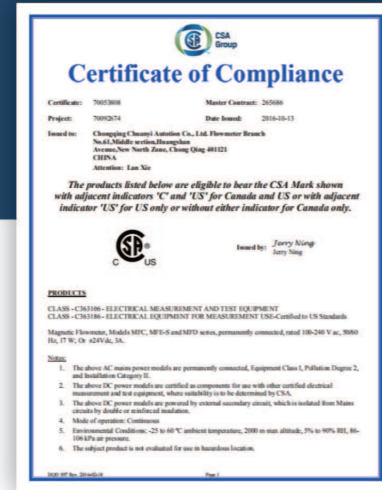 CSA
Group
Certificate of Compliance
Certificate: 70053808 Master Contract: 265686
Project: 70092674 Date Issued: 2016-10-13
Issued to: Chongqing Chuanyi Automation Co., Ltd. Flowmeter Branch
No.61,Middle section,Huangshan
Avenue,New North Zone, Chong Qing 401121
CHINA
Attention: Lan Xie
The products listed below are eligible to bear the CSA Mark shown
with adjacent indicators 'C' and 'US' for Canada and US or with adjacent
indicator 'US' for US only or without either indicator for Canada only.
C US
Issued by: Jerry Ning
Jerry Ning
PRODUCTS
CLASS - C363106 - ELECTRICAL MEASUREMENT AND TEST EQUIPMENT
CLASS - C363186 - ELECTRICAL EQUIPMENT FOR MEASUREMENT USE-Certified to US Standards
Magnetic Flowmeter, Models MFC, MFE-S and MFD series, permanently connected, rated 100-240 V ac, 50/60
Hz, 17 W; Or ±24Vdc, 3A.
Notes:
1. The above AC mains power models are permanently connected, Equipment Class I, Pollution Degree 2,
and Installation Category II.
2. The above DC power models are certified as components for use with other certified electrical
measurement and test equipment, where suitability is to be determined by CSA.
3. The above DC power models are powered by external secondary circuit, which is isolated from Mains
circuits by double or reinforced insulation.
4. Mode of operation: Continuous
5. Environmental Conditions: -25 to 60 ℃ ambient temperature, 2000 m max altitude, 5% to 90% RH, 86-
106 kPa air pressure.
6. The subject product is not evaluated for use in hazardous location.
Page 1